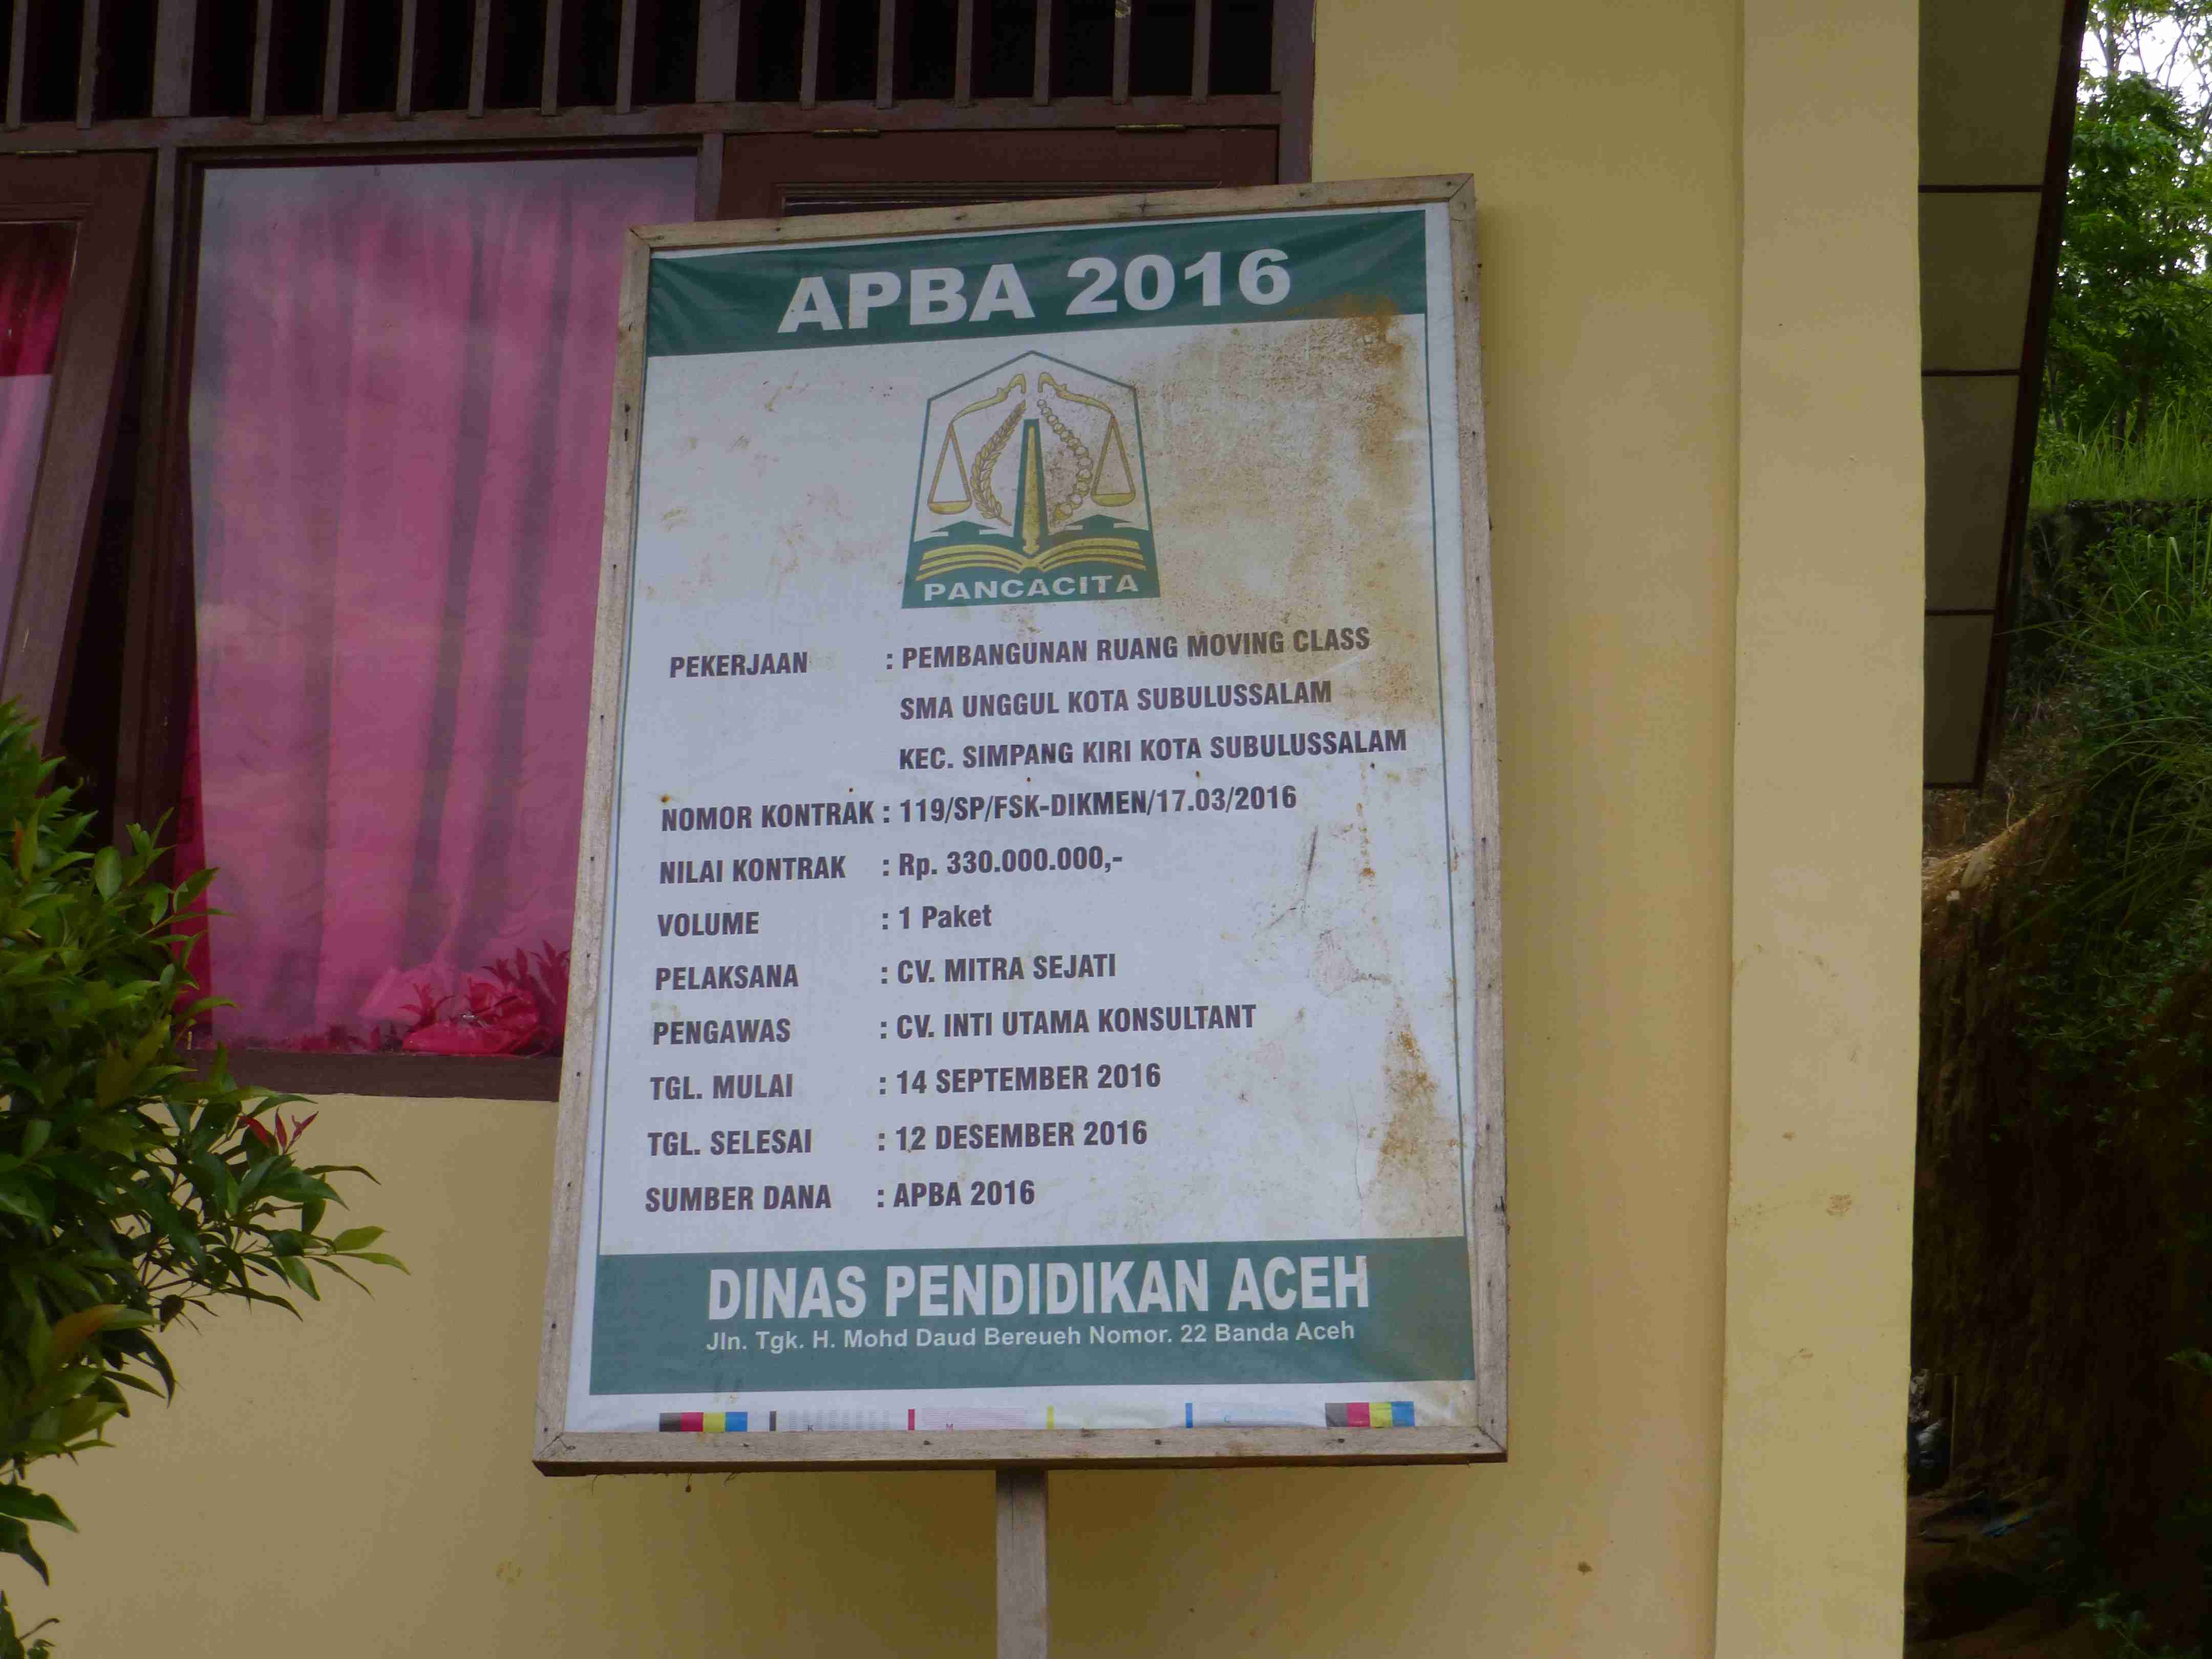 APBA 2016
PANCACITA
PEKERJAAN : PEMBANGUNAN RUANG MOVING CLASS
SMA UNGGUL KOTA SUBULUSSALAM
KEC. SIMPANG KIRI KOTA SUBULUSSALAM
NOMOR KONTRAK : 119/SP/FSK-DIKMEN/17.03/2016
NILAI KONTRAK : Rp. 330.000.000,-
VOLUME : 1 Paket
PELAKSANA : CV. MITRA SEJATI
PENGAWAS : CV. INTI UTAMA KONSULTANT
TGL. MULAI : 14 SEPTEMBER 2016
TGL. SELESAI : 12 DESEMBER 2016
SUMBER DANA : APBA 2016
DINAS PENDIDIKAN ACEH
Jln. Tgk. H. Mohd Daud Bereueh Nomor. 22 Banda Aceh